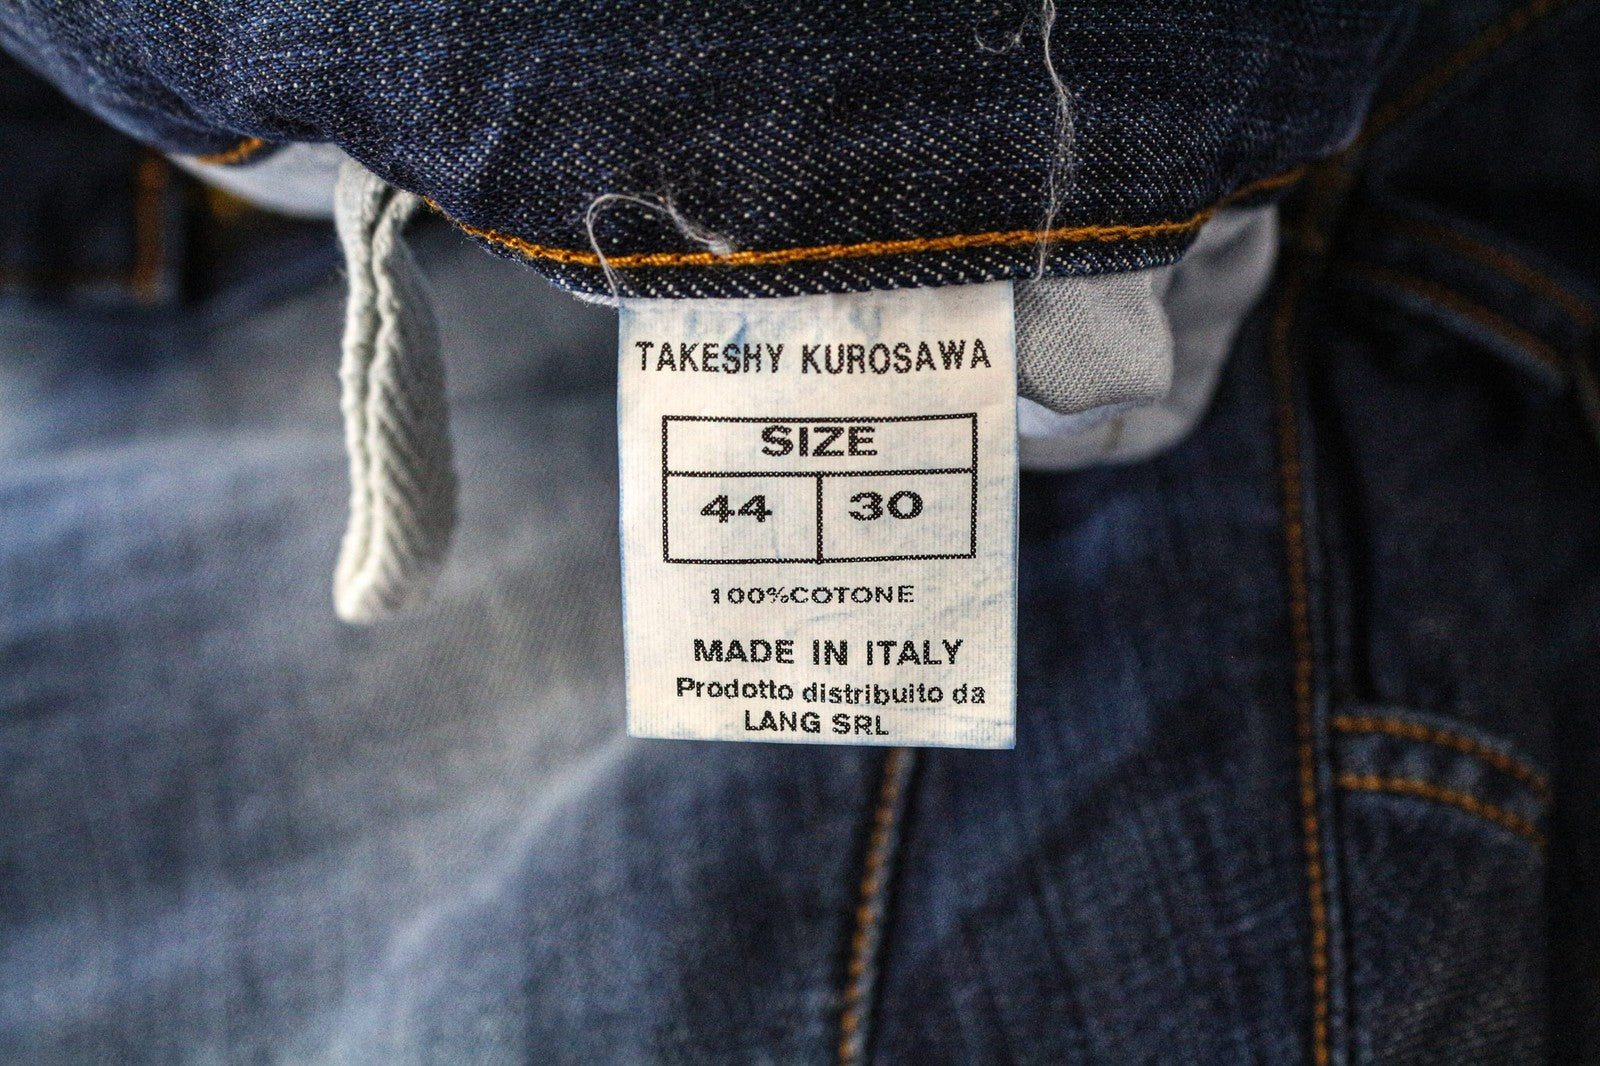 TAKESHY KUROSAWA
SIZE
44 30
100%COTONE
MADE IN ITALY
Prodotto distribuito da
LANG SRL